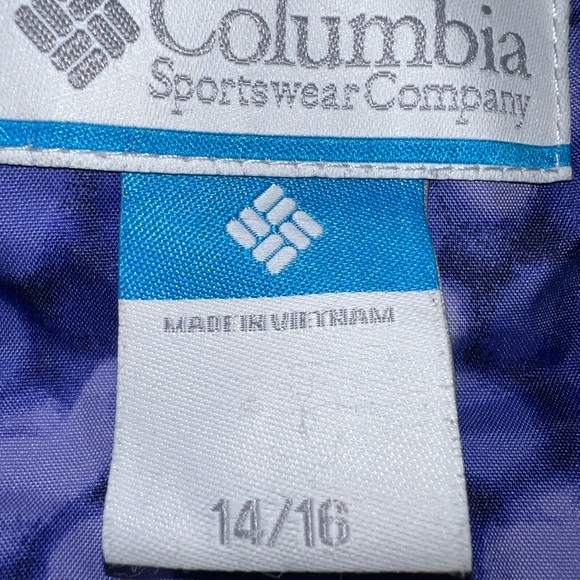 Columbia
Sportswear Company
MADE IN VIETNAM
14/16